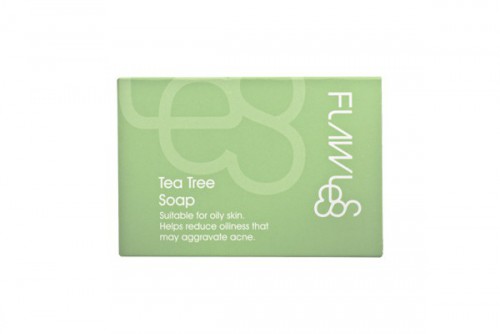 FLAWLESS
Tea Tree
Soap
Suitable for oily skin.
Helps reduce oiliness that
may aggravate acne.